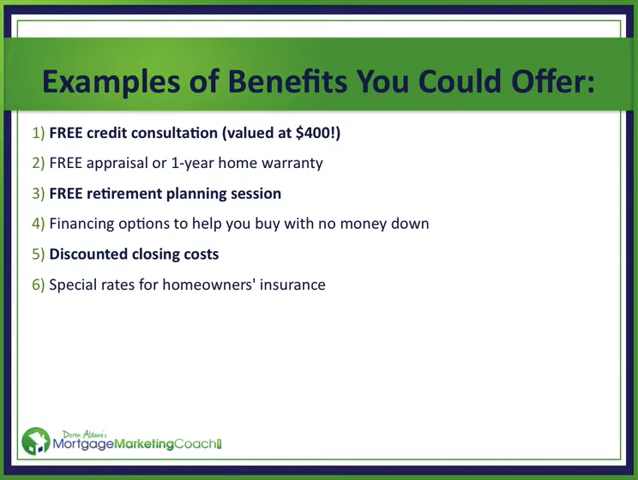 Examples of Benefits You Could Offer:
1) FREE credit consultation (valued at $400!)
2) FREE appraisal or 1-year home warranty
3) FREE retirement planning session
4) Financing options to help you buy with no money down
5) Discounted closing costs
6) Special rates for homeowners' insurance
Doren Aldana's
MortgageMarketingCoach